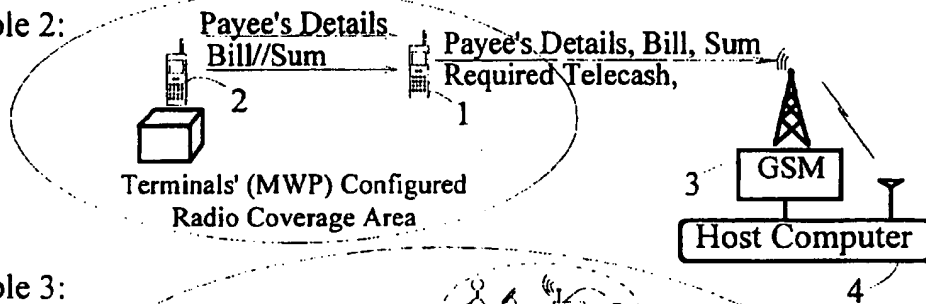 ple 2:
Payee's Details
Bill//Sum
Payee's Details, Bill, Sum
Required Telecash,
2
1
Terminals' (MWP) Configured
Radio Coverage Area
3
GSM
Host Computer
4
ple 3: